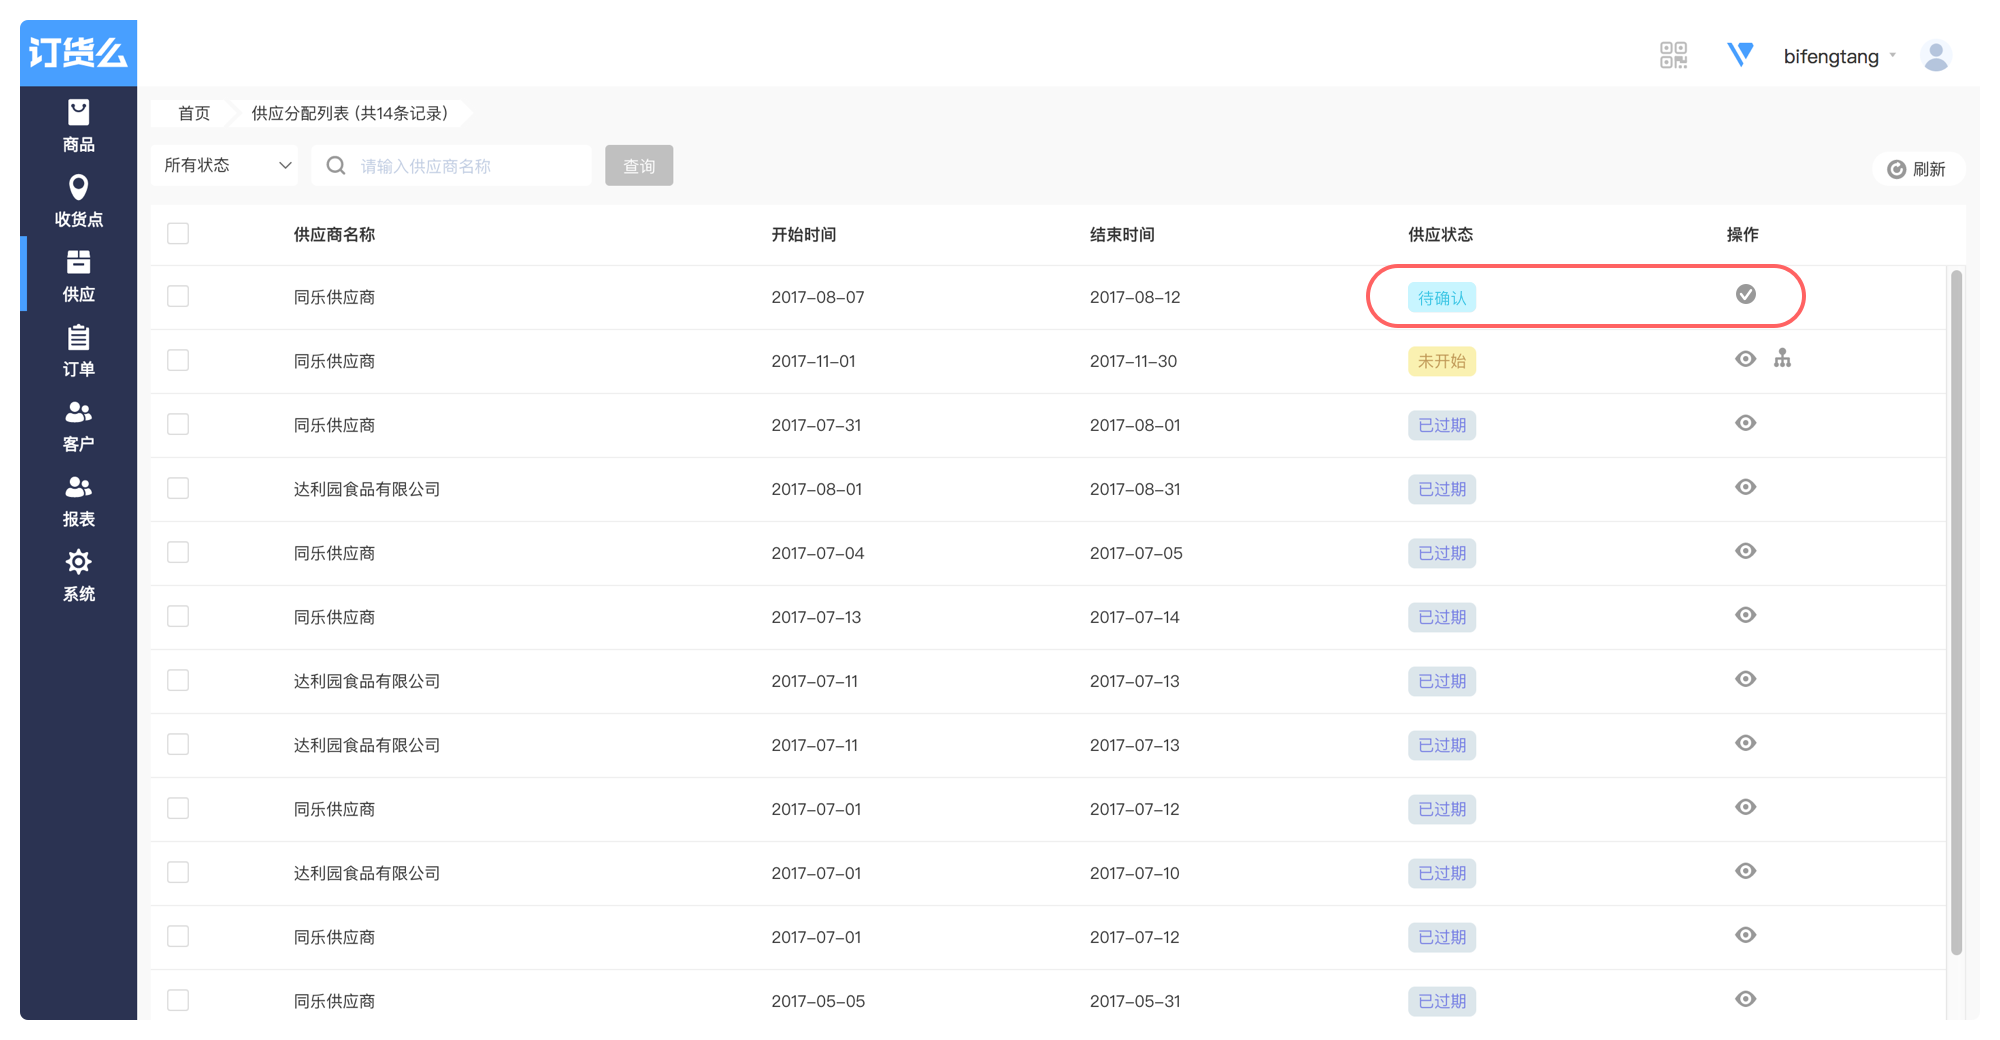 订货么
bifengtang
商品
收货点
供应
订单
客户
报表
系统
首页 供应分配列表 (共14条记录)
所有状态 请输入供应商名称 查询 刷新
供应商名称 开始时间 结束时间 供应状态 操作
同乐供应商 2017-08-07 2017-08-12 待确认
同乐供应商 2017-11-01 2017-11-30 未开始
同乐供应商 2017-07-31 2017-08-01 已过期
达利园食品有限公司 2017-08-01 2017-08-31 已过期
同乐供应商 2017-07-04 2017-07-05 已过期
同乐供应商 2017-07-13 2017-07-14 已过期
达利园食品有限公司 2017-07-11 2017-07-13 已过期
达利园食品有限公司 2017-07-11 2017-07-13 已过期
同乐供应商 2017-07-01 2017-07-12 已过期
达利园食品有限公司 2017-07-01 2017-07-10 已过期
同乐供应商 2017-07-01 2017-07-12 已过期
同乐供应商 2017-05-05 2017-05-31 已过期